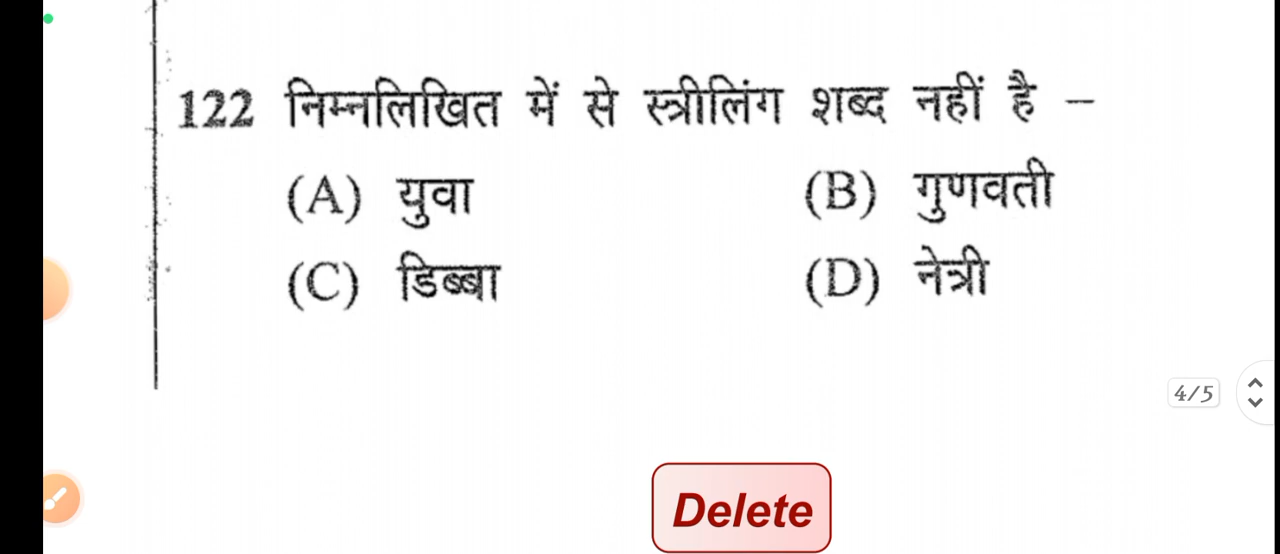 122 निम्नलिखित में से स्त्रीलिंग शब्द नहीं है –
(A) युवा (B) गुणवती
(C) डिब्बा (D) नेत्री
4/5
Delete